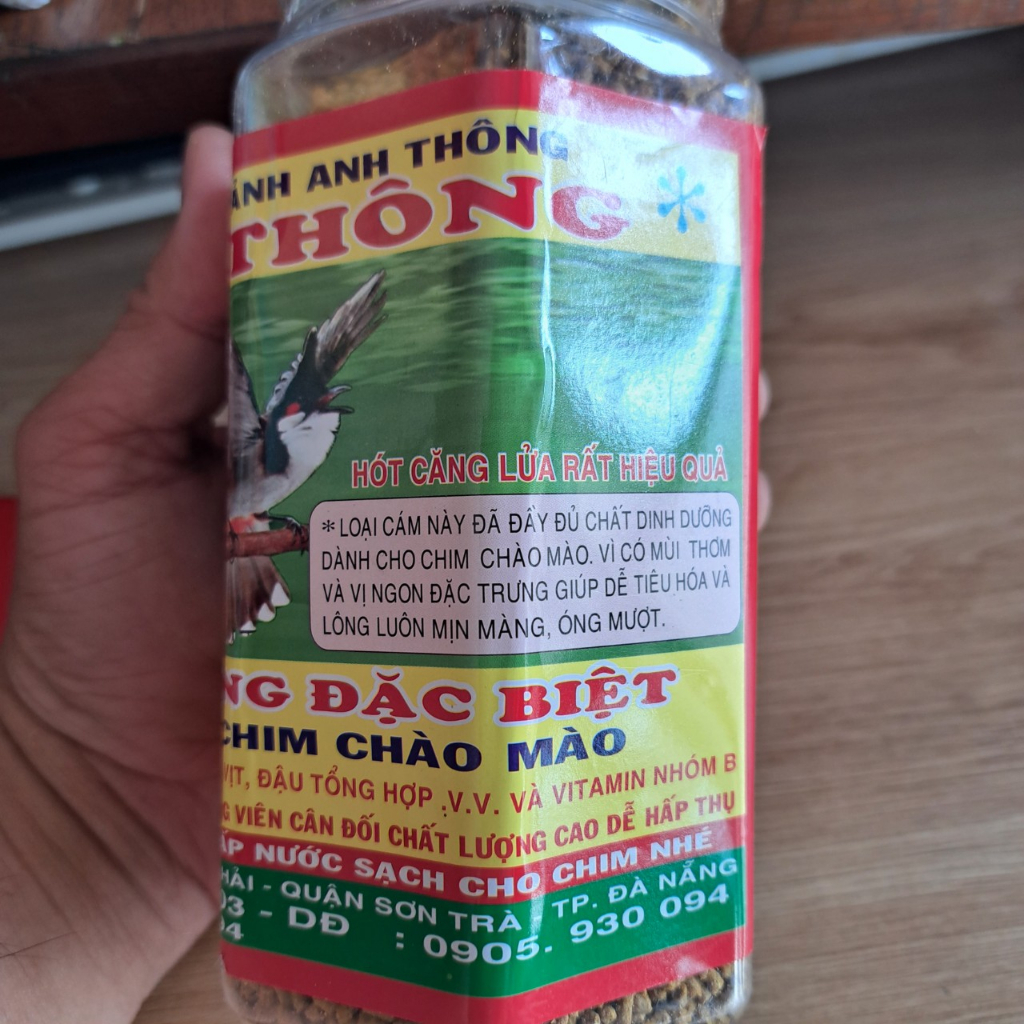 ÁNH ANH THÔNG
THÔNG *
HÓT CĂNG LỬA RẤT HIỆU QUẢ
* LOẠI CÁM NÀY ĐÃ ĐẦY ĐỦ CHẤT DINH DƯỠNG
DÀNH CHO CHIM CHÀO MÀO. VÌ CÓ MÙI THƠM
VÀ VỊ NGON ĐẶC TRƯNG GIÚP DỄ TIÊU HÓA VÀ
LÔNG LUÔN MỊN MÀNG, ÓNG MƯỢT.
NG ĐẶC BIỆT
CHIM CHÀO MÀO
VỊT, ĐẬU TỔNG HỢP .V.V. VÀ VITAMIN NHÓM B
G VIÊN CÂN ĐỐI CHẤT LƯỢNG CAO DỄ HẤP THỤ
ẤP NƯỚC SẠCH CHO CHIM NHÉ
HẢI - QUẬN SƠN TRÀ TP. ĐÀ NẴNG
03 - DĐ : 0905. 930 094
04